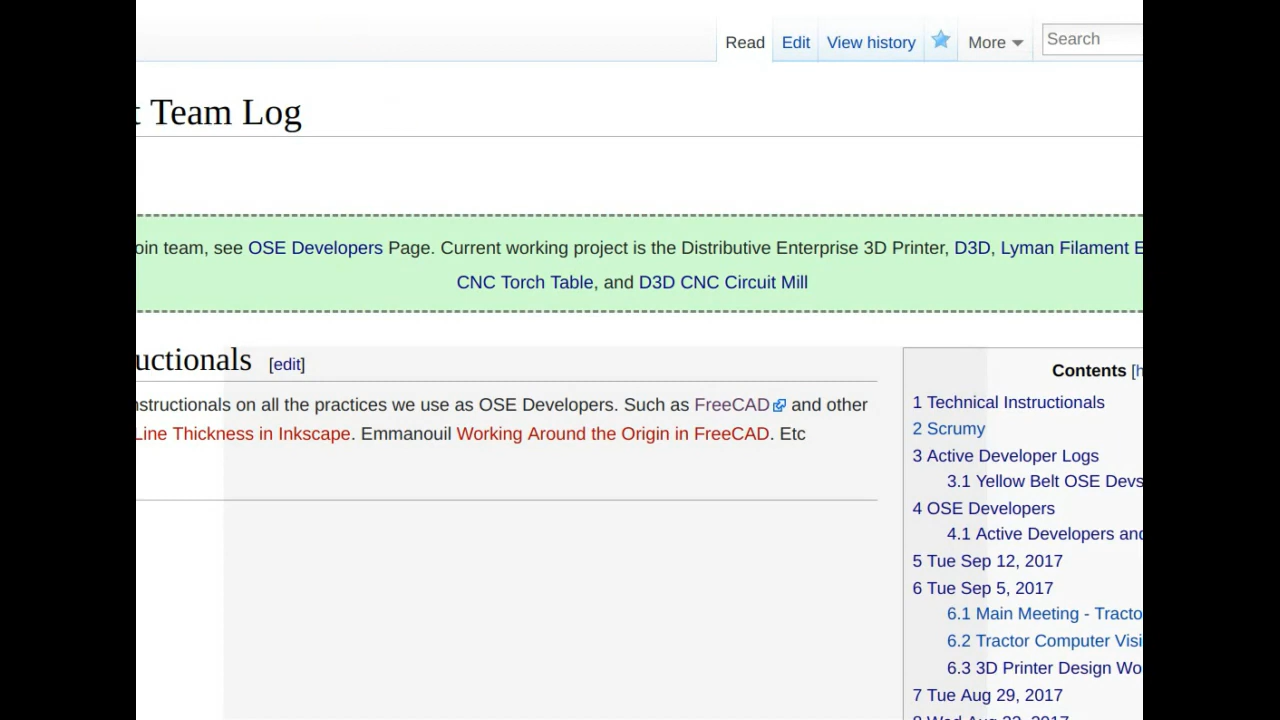 Read Edit View history More Search
Team Log
oin team, see OSE Developers Page. Current working project is the Distributive Enterprise 3D Printer, D3D, Lyman Filament E
CNC Torch Table, and D3D CNC Circuit Mill
uctionals [edit]
nstructionals on all the practices we use as OSE Developers. Such as FreeCAD and other
Line Thickness in Inkscape. Emmanouil Working Around the Origin in FreeCAD. Etc
Contents [h
1 Technical Instructionals
2 Scrumy
3 Active Developer Logs
3.1 Yellow Belt OSE Devs
4 OSE Developers
4.1 Active Developers and
5 Tue Sep 12, 2017
6 Tue Sep 5, 2017
6.1 Main Meeting - Tracto
6.2 Tractor Computer Visi
6.3 3D Printer Design Wo
7 Tue Aug 29, 2017